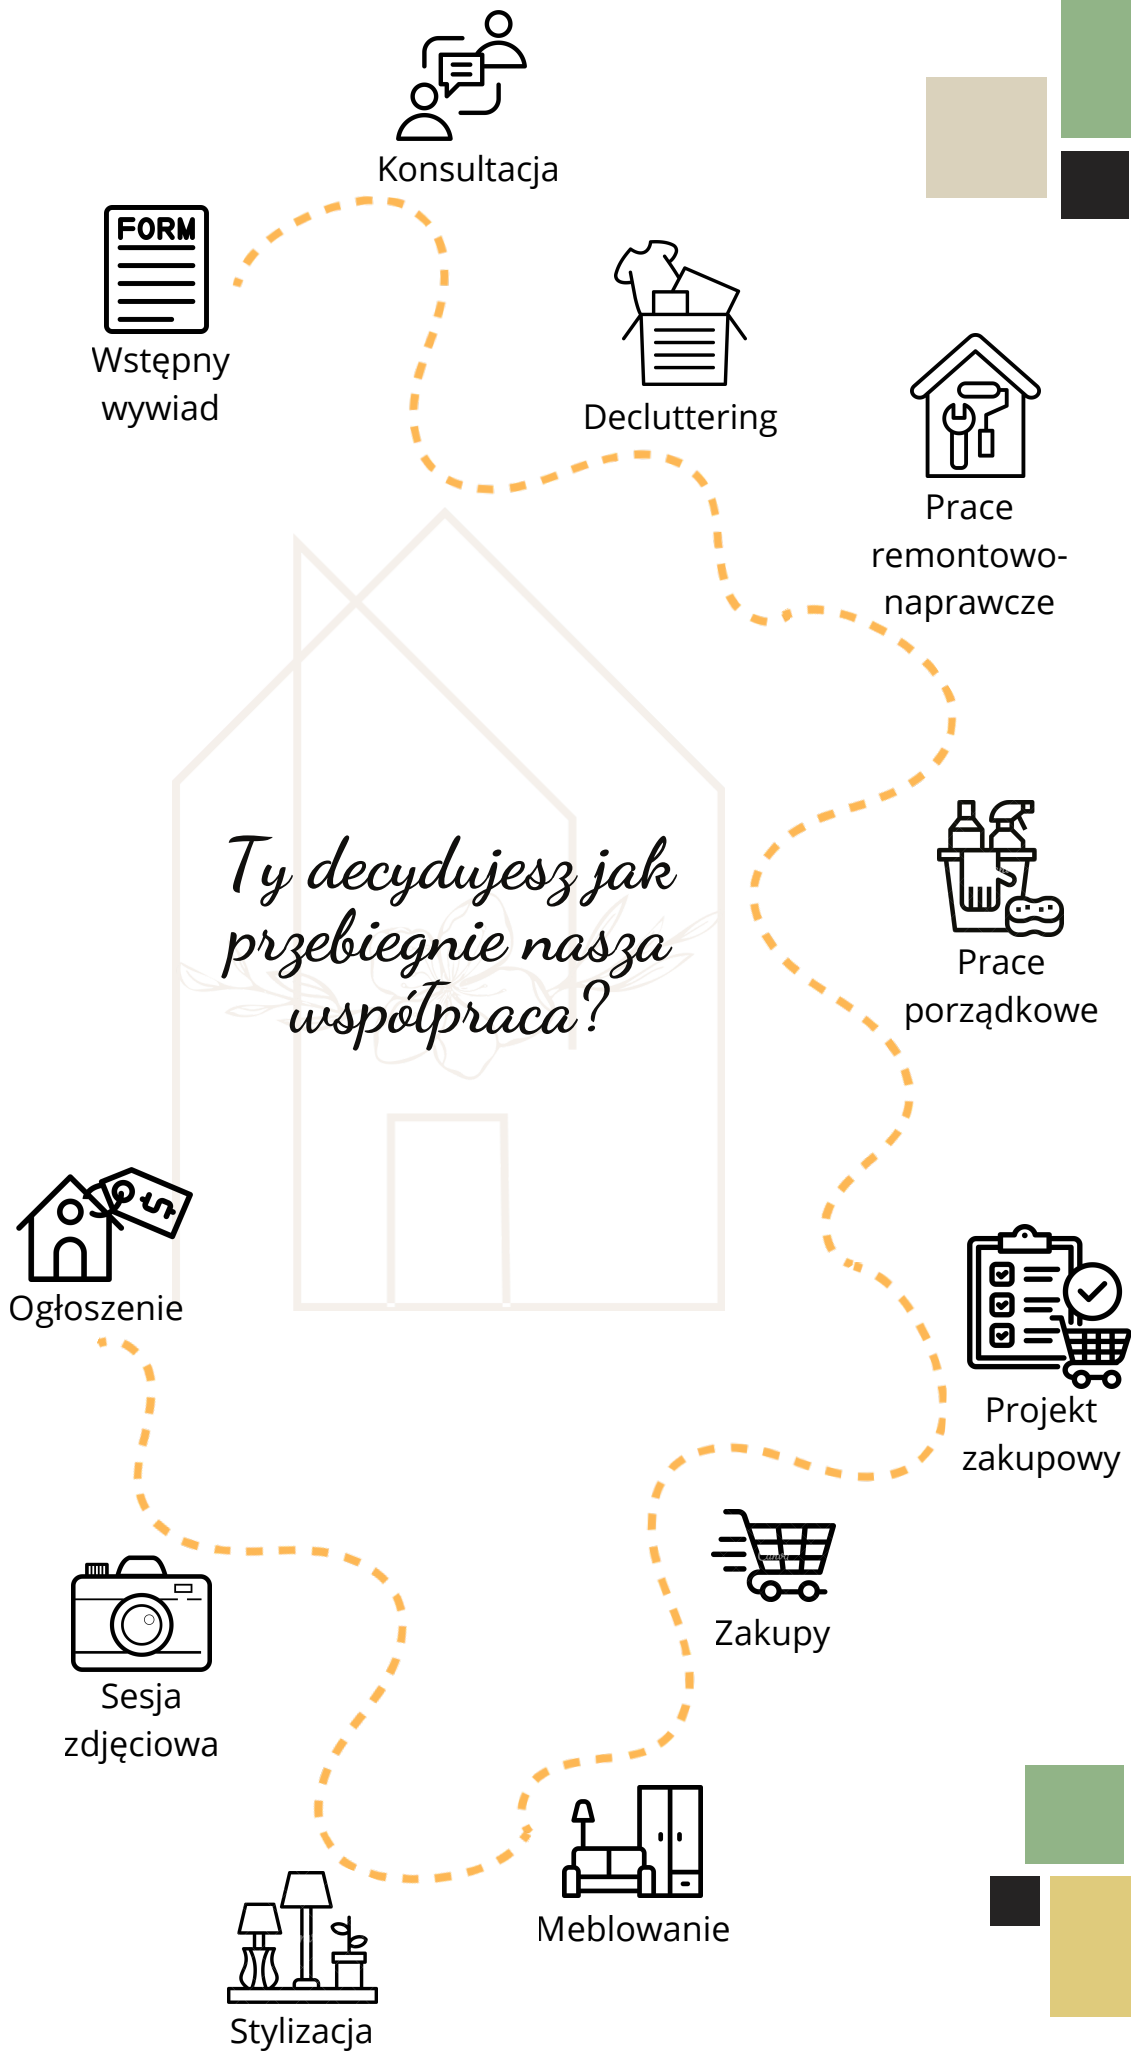 Konsultacja
FORM
Wstępny
wywiad
Decluttering
Prace
remontowo-
naprawcze
Ty decydujesz jak
przebiegnie nasza
współpraca?
Prace
porządkowe
$
Ogłoszenie
Projekt
zakupowy
Canva
Zakupy
Sesja
zdjęciowa
Meblowanie
Stylizacja